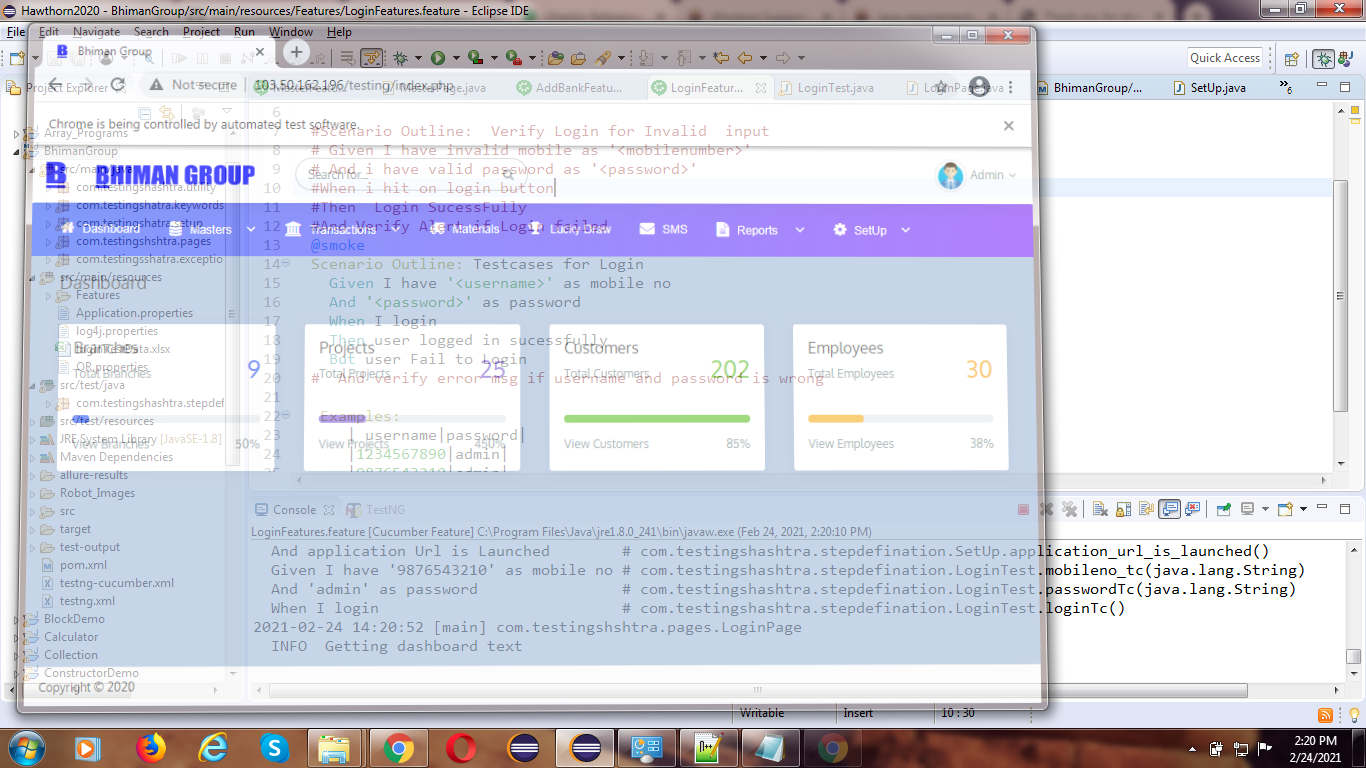 Hawthorn2020 - BhimanGroup/src/main/resources/Features/LoginFeatures.feature - Eclipse IDE
File Edit Navigate Search Project Run Window Help
Bhiman Group
Quick Access
Project Explorer
MasterPage.java
AddBankFeatu...
LoginFeatur...
LoginTest.java
LoginPage.java
BhimanGroup/...
SetUp.java
»6
Not secure
103.50.162.196/testing/index.php
Chrome is being controlled by automated test software.
BHIMAN GROUP
Search for...
Admin
Dashboard
Masters
Transactions
Materials
Lucky Draw
SMS
Reports
SetUp
Dashboard
Branches
Total Branches
9
View Branches
50%
Projects
Total Projects
25
View Projects
450%
Customers
Total Customers
202
View Customers
85%
Employees
Total Employees
30
View Employees
38%
Copyright © 2020
Array_Programs
BhimanGroup
src/main/java
com.testingshashtra.utility
com.testingshatra.keywords
com.testingshatra.setup
com.testingshshtra.pages
com.testingsshatra.exceptio
src/main/resources
Features
Application.properties
log4j.properties
OR.properties
src/test/java
com.testingshashtra.stepdef
src/test/resources
JRE System Library [JavaSE-1.8]
Maven Dependencies
allure-results
Robot_Images
src
target
test-output
pom.xml
testng-cucumber.xml
testng.xml
BlockDemo
Calculator
Collection
ConstructorDemo
6
7 #Scenario Outline:  Verify Login for Invalid  input
8 # Given I have invalid mobile as '<mobilenumber>'
9 # And i have valid password as '<password>'
10 #When i hit on login button
11 #Then  Login SucessFully
12 #And Verify Alert if Login failed
13 @smoke
14 Scenario Outline: Testcases for Login
15 Given I have '<username>' as mobile no
16 And '<password>' as password
17 When I login
18 Then user logged in sucessfully
19 But user Fail to Login
20 #  And verify error msg if username and password is wrong
21
22 Examples:
23 | username|password|
24 |1234567890|admin|
25 |9876543210|admin|
Console
TestNG
LoginFeatures.feature [Cucumber Feature] C:\Program Files\Java\jre1.8.0_241\bin\javaw.exe (Feb 24, 2021, 2:20:10 PM)
And application Url is Launched # com.testingshashtra.stepdefination.SetUp.application_url_is_launched()
Given I have '9876543210' as mobile no # com.testingshashtra.stepdefination.LoginTest.mobileno_tc(java.lang.String)
And 'admin' as password # com.testingshashtra.stepdefination.LoginTest.passwordTc(java.lang.String)
When I login # com.testingshashtra.stepdefination.LoginTest.loginTc()
2021-02-24 14:20:52 [main] com.testingshshtra.pages.LoginPage
INFO  Getting dashboard text
Writable
Insert
10 : 30
2:20 PM
2/24/2021